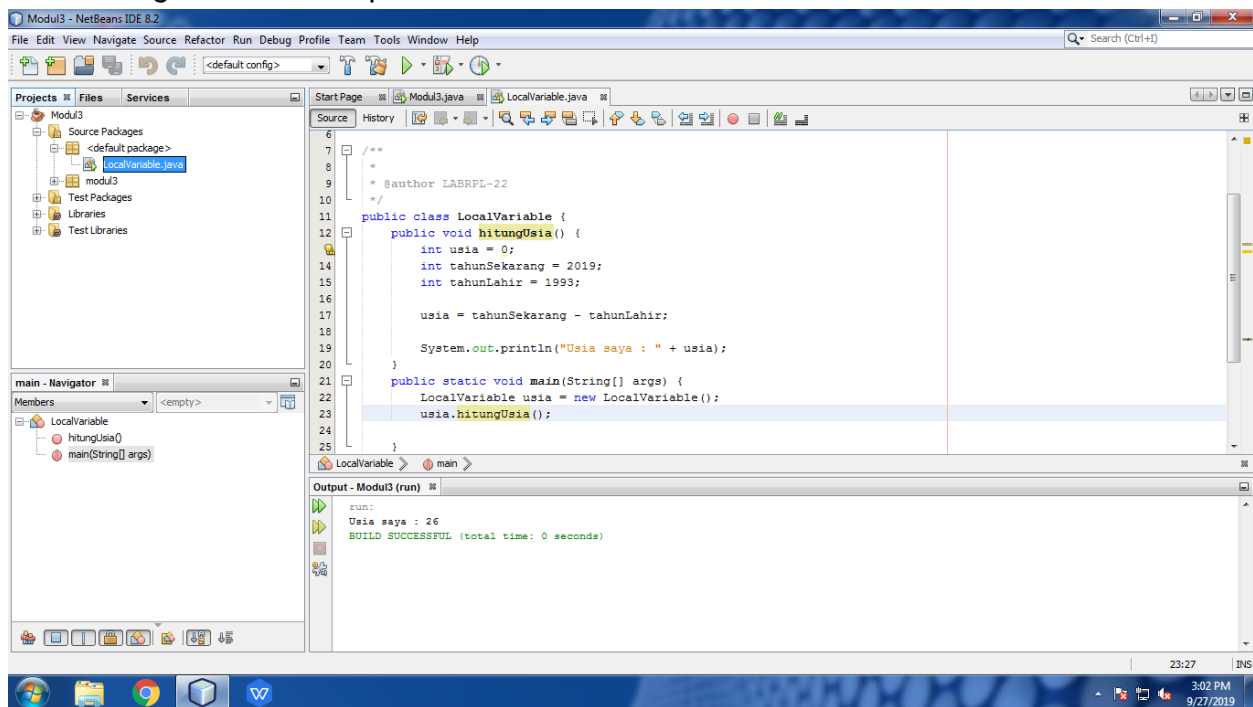 Modul3 - NetBeans IDE 8.2
File Edit View Navigate Source Refactor Run Debug Profile Team Tools Window Help
Search (Ctrl+I)
<default config>
Projects Files Services
Modul3
Source Packages
<default package>
LocalVariable.java
modul3
Test Packages
Libraries
Test Libraries
main - Navigator
Members <empty>
LocalVariable
hitungUsia()
main(String[] args)
Start Page Modul3.java LocalVariable.java
Source History
6
7 /**
8 *
9 * @author LABRPL-22
10 */
11 public class LocalVariable {
12 public void hitungUsia() {
int usia = 0;
14 int tahunSekarang = 2019;
15 int tahunLahir = 1993;
16
17 usia = tahunSekarang - tahunLahir;
18
19 System.out.println("Usia saya : " + usia);
20 }
21 public static void main(String[] args) {
22 LocalVariable usia = new LocalVariable();
23 usia.hitungUsia();
24
25 }
LocalVariable main
Output - Modul3 (run)
run:
Usia saya : 26
BUILD SUCCESSFUL (total time: 0 seconds)
23:27 INS
3:02 PM
9/27/2019